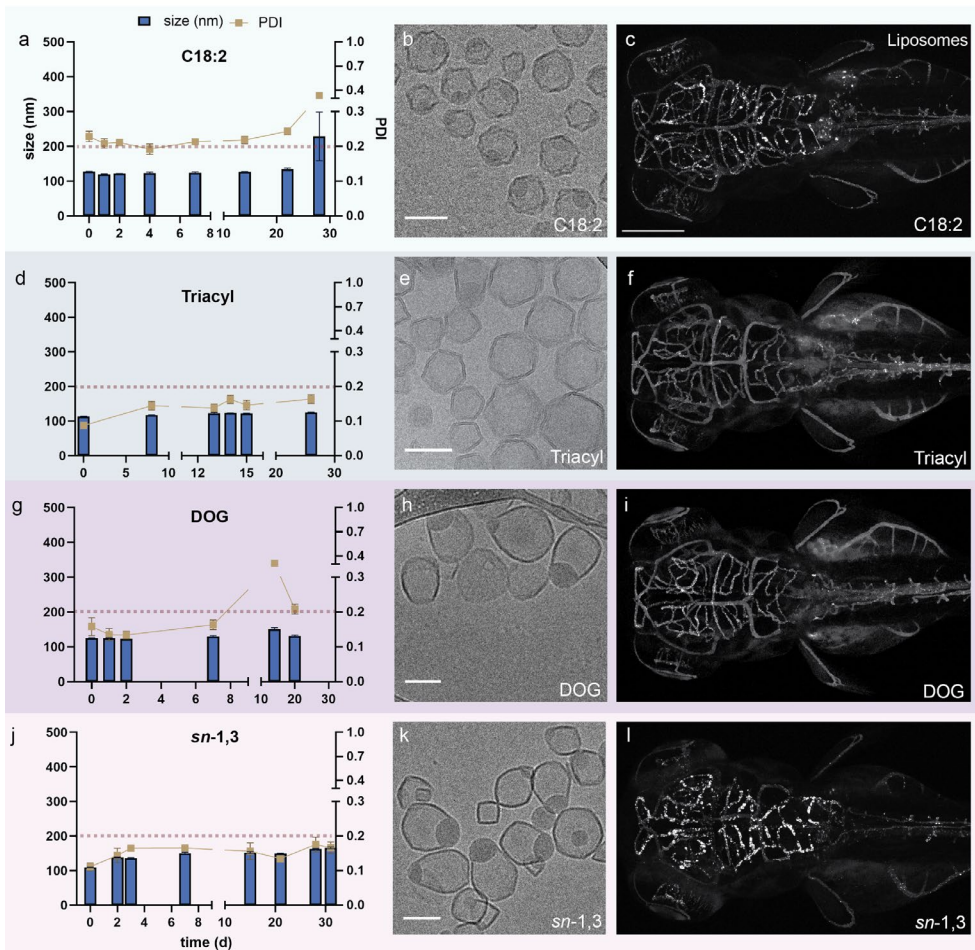 size (nm) PDI
a
C18:2
500
400
300
200
100
0
size (nm)
1.0
0.7
0.4
0.3
0.2
0.1
0.0
PDI
0 2 4 6 8 10 20 30
b
C18:2
c
Liposomes
C18:2
d
Triacyl
500
400
300
200
100
0
1.0
0.7
0.4
0.3
0.2
0.1
0.0
0 5 10 12 15 20 30
e
Triacyl
f
Triacyl
g
DOG
500
400
300
200
100
0
1.0
0.7
0.4
0.3
0.2
0.1
0.0
0 2 4 6 8 10 20 30
h
DOG
i
DOG
j
sn-1,3
500
400
300
200
100
0
1.0
0.7
0.4
0.3
0.2
0.1
0.0
0 2 4 6 8 10 20 30
time (d)
k
sn-1,3
l
sn-1,3